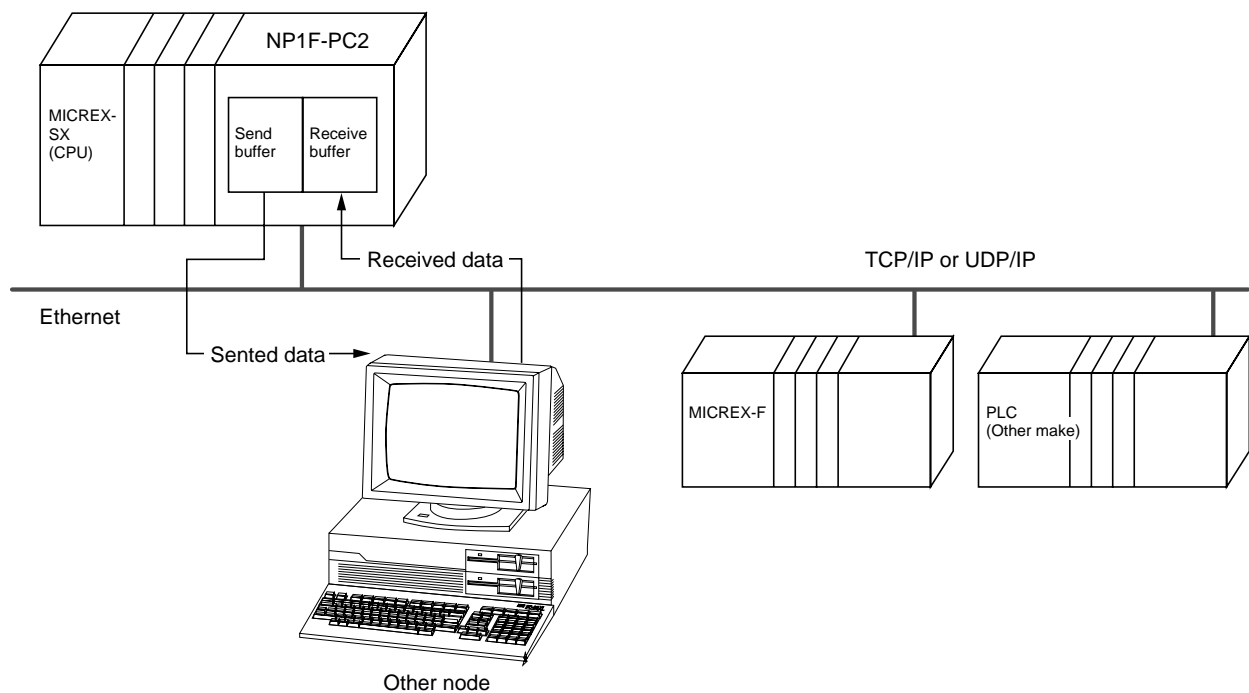 NP1F-PC2
MICREX-
SX
(CPU)
Send
buffer
Receive
buffer
Received data
TCP/IP or UDP/IP
Ethernet
Sented data
MICREX-F
PLC
(Other make)
Other node